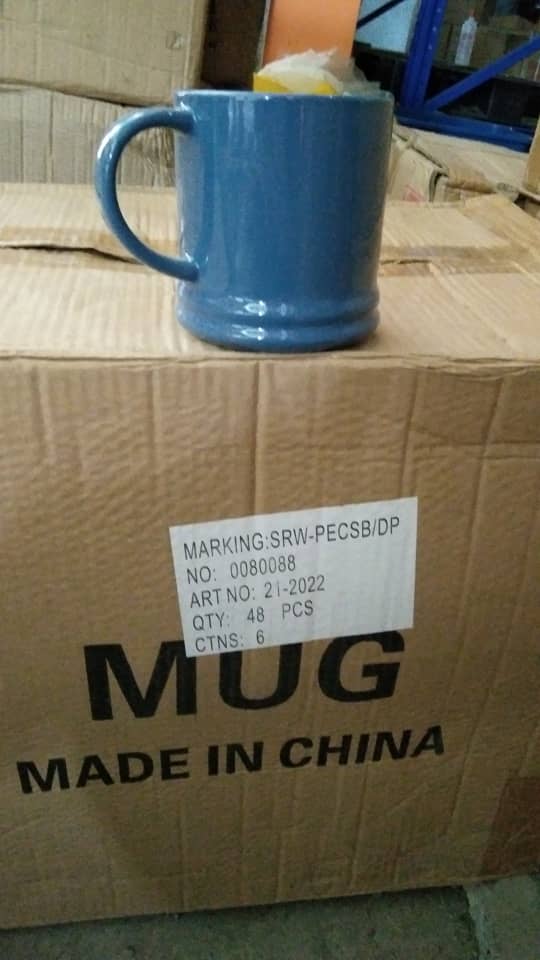 MARKING:SRW-PECSB/DP
NO: 0080088
ART NO: 21-2022
QTY: 48 PCS
CTNS: 6
MUG
MADE IN CHINA